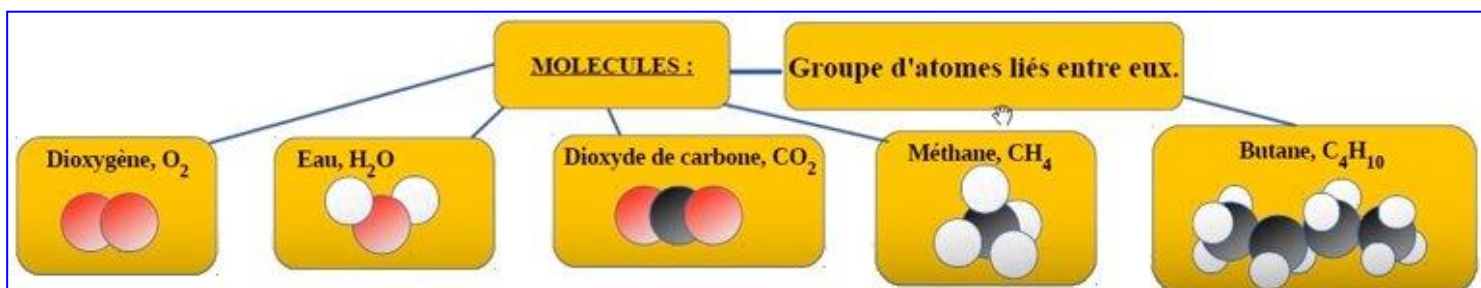 MOLECULES :
Groupe d'atomes liés entre eux.
Dioxygène, O₂
Eau, H₂O
Dioxyde de carbone, CO₂
Méthane, CH₄
Butane, C₄H₁₀